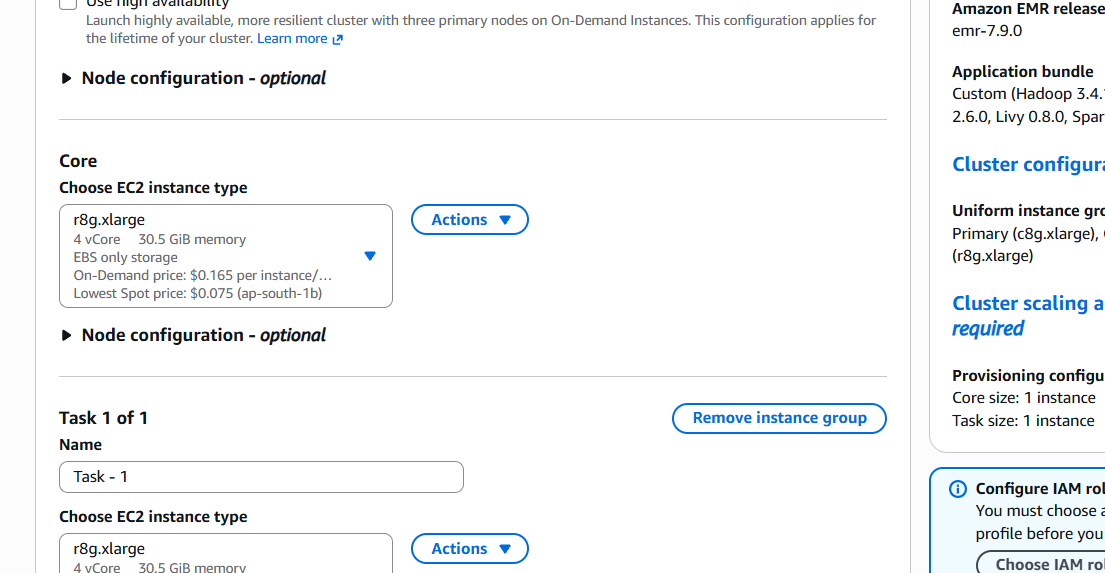 Use high availability
Launch highly available, more resilient cluster with three primary nodes on On-Demand Instances. This configuration applies for
the lifetime of your cluster. Learn more
Node configuration - optional
Core
Choose EC2 instance type
r8g.xlarge
4 vCore 30.5 GiB memory
EBS only storage
On-Demand price: $0.165 per instance/…
Lowest Spot price: $0.075 (ap-south-1b)
Actions
Node configuration - optional
Task 1 of 1
Remove instance group
Name
Task - 1
Choose EC2 instance type
r8g.xlarge
4 vCore 30.5 GiB memory
Actions
Amazon EMR release
emr-7.9.0
Application bundle
Custom (Hadoop 3.4.
2.6.0, Livy 0.8.0, Spar
Cluster configura
Uniform instance gro
Primary (c8g.xlarge),
(r8g.xlarge)
Cluster scaling a
required
Provisioning configu
Core size: 1 instance
Task size: 1 instance
Configure IAM rol
You must choose a
profile before you
Choose IAM rol